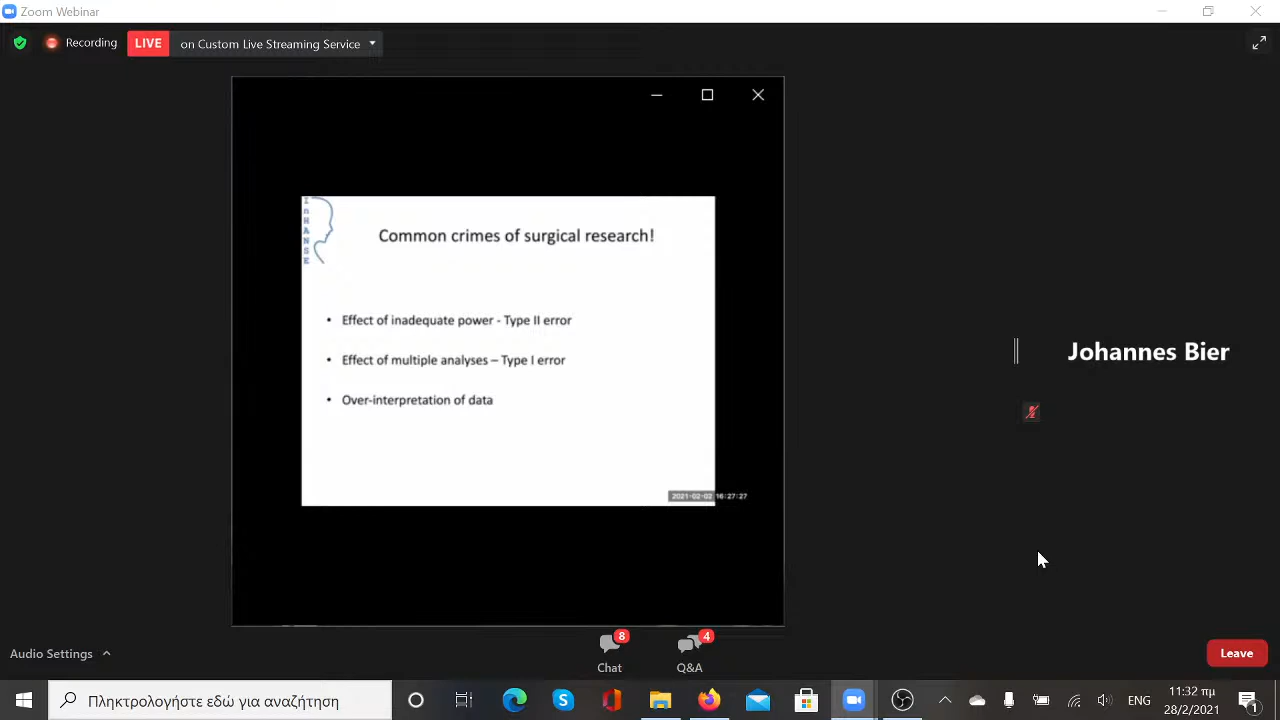 Zoom Webinar
Recording
LIVE
on Custom Live Streaming Service
InHANSE
Common crimes of surgical research!
• Effect of inadequate power - Type II error
• Effect of multiple analyses – Type I error
• Over-interpretation of data
2021-02-02 16:27:27
Johannes Bier
Audio Settings
8
Chat
4
Q&A
Leave
Πληκτρολογήστε εδώ για αναζήτηση
ENG
11:32 πμ
28/2/2021
1